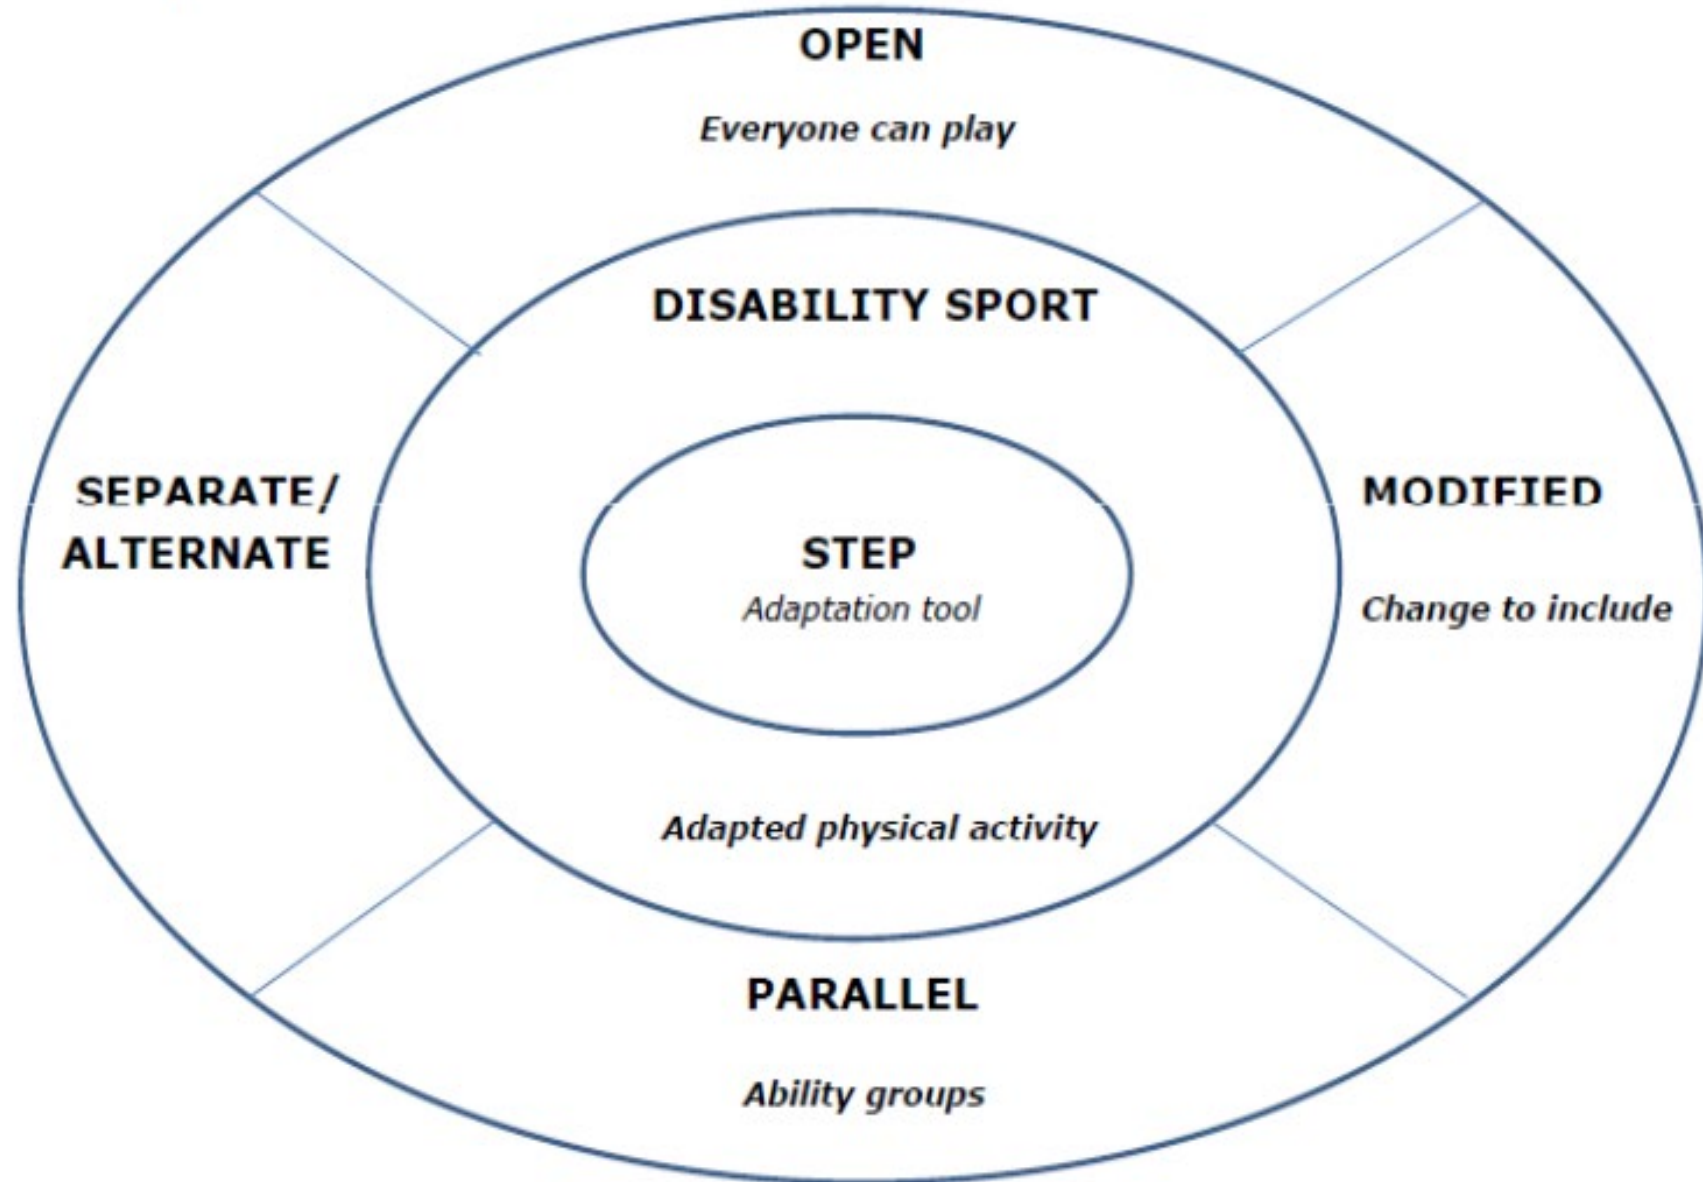 OPEN
Everyone can play
DISABILITY SPORT
SEPARATE/
ALTERNATE
STEP
Adaptation tool
MODIFIED
Change to include
Adapted physical activity
PARALLEL
Ability groups